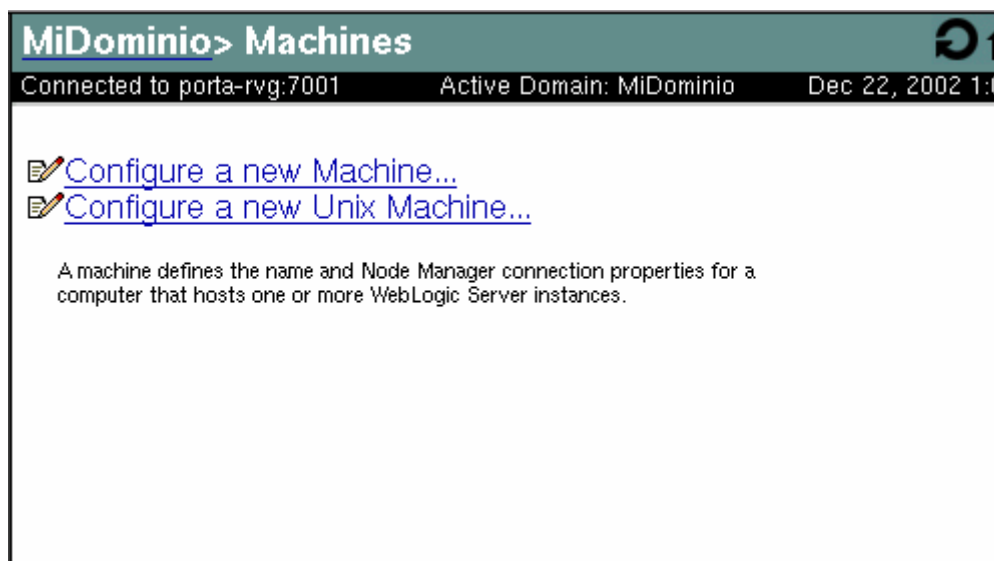 MiDominio> Machines
Connected to porta-rvg:7001 Active Domain: MiDominio Dec 22, 2002
Configure a new Machine...
Configure a new Unix Machine...
A machine defines the name and Node Manager connection properties for a
computer that hosts one or more WebLogic Server instances.